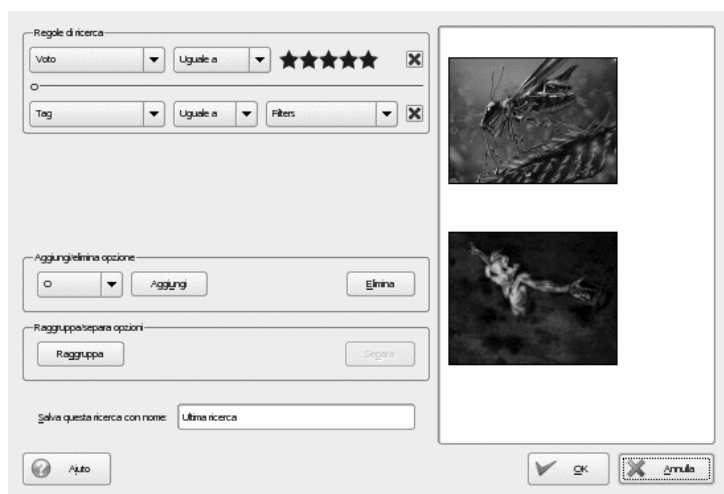 Regole di ricerca
Voto Uguale a
O
Tag Uguale a Filters
Aggiungi/elimina opzione
O Aggiungi Elimina
Raggruppa/separa opzioni
Raggruppa Separa
Salva questa ricerca con nome: Ultima ricerca
Aiuto OK Annulla